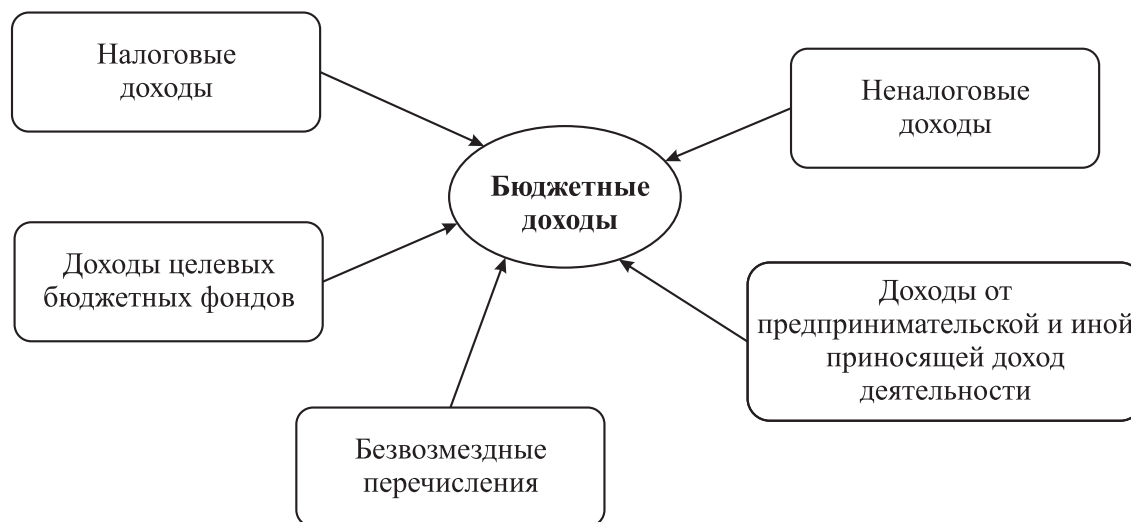 Налоговые
доходы
Неналоговые
доходы
Бюджетные
доходы
Доходы целевых
бюджетных фондов
Доходы от
предпринимательской и иной
приносящей доход
деятельности
Безвозмездные
перечисления